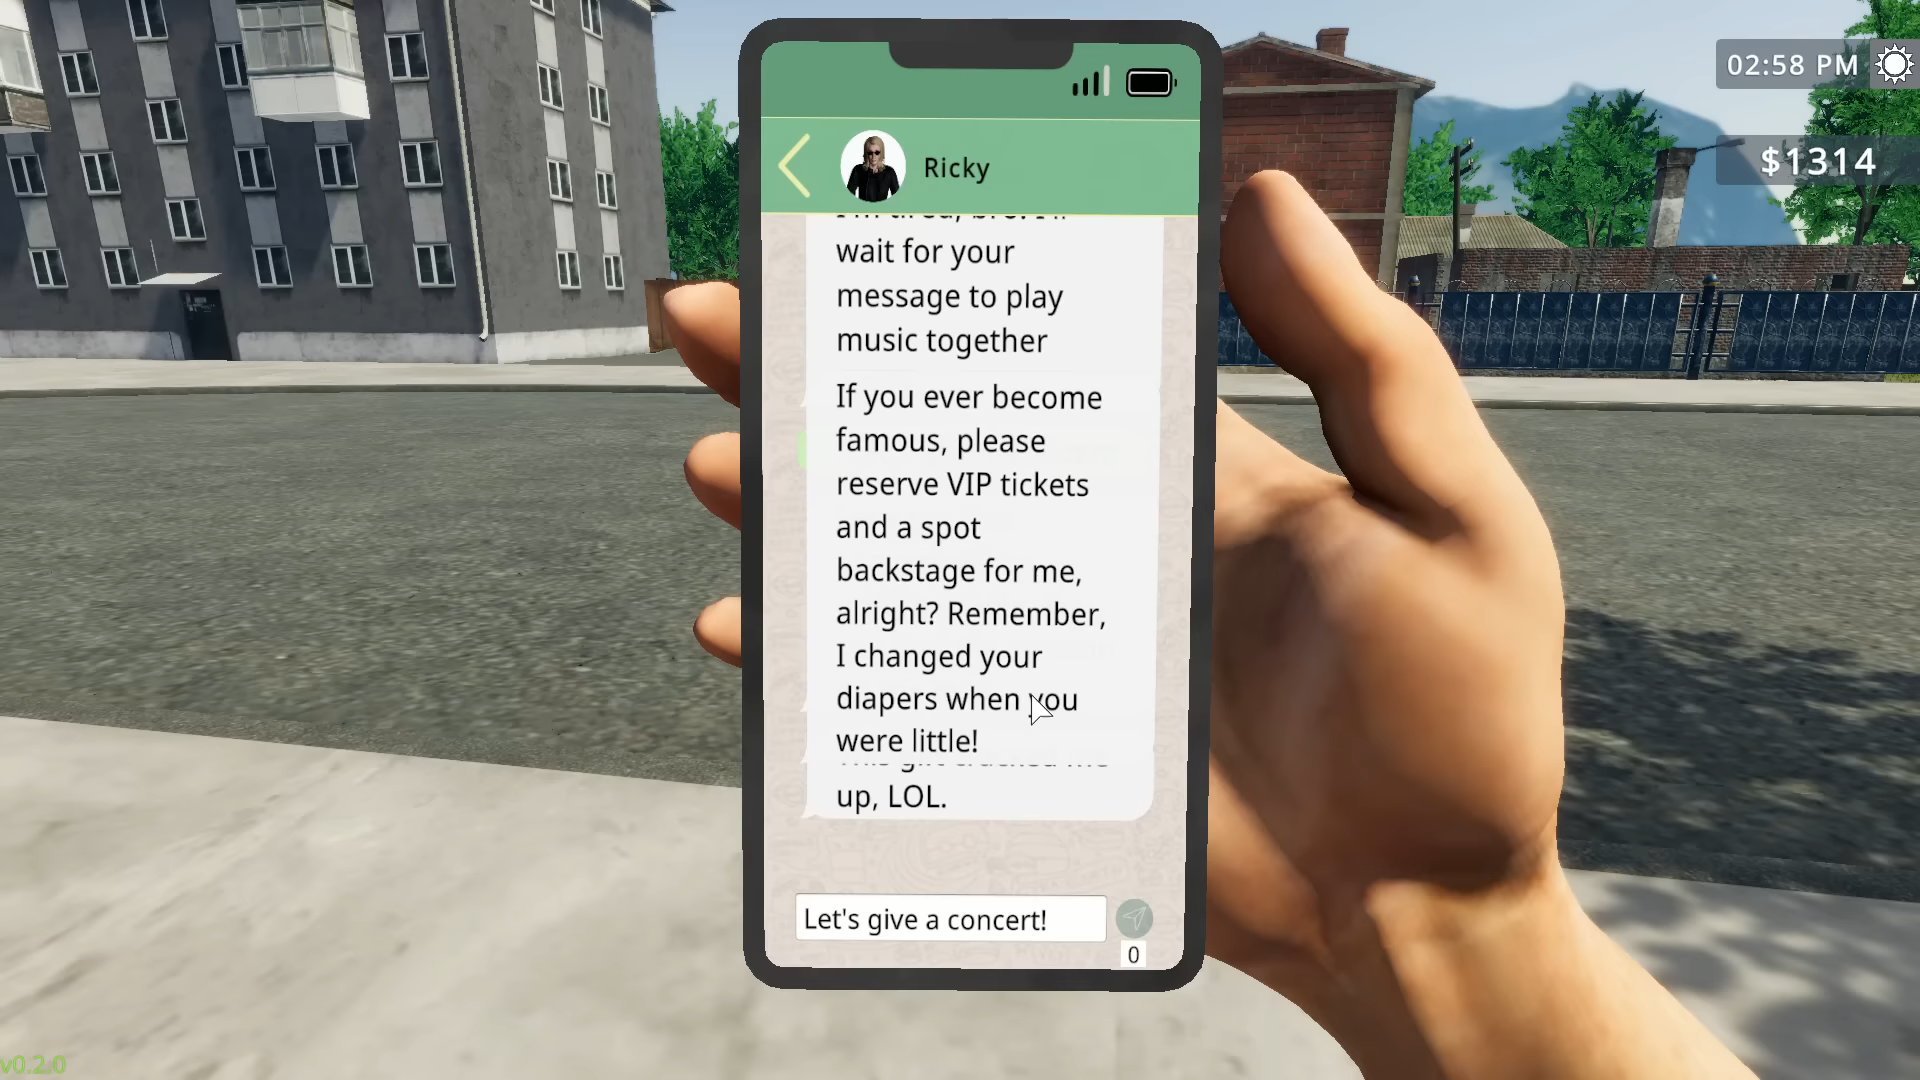 02:58 PM
$1314
Ricky
wait for your
message to play
music together
If you ever become
famous, please
reserve VIP tickets
and a spot
backstage for me,
alright? Remember,
I changed your
diapers when you
were little!
up, LOL.
Let's give a concert!
0
v0.2.0